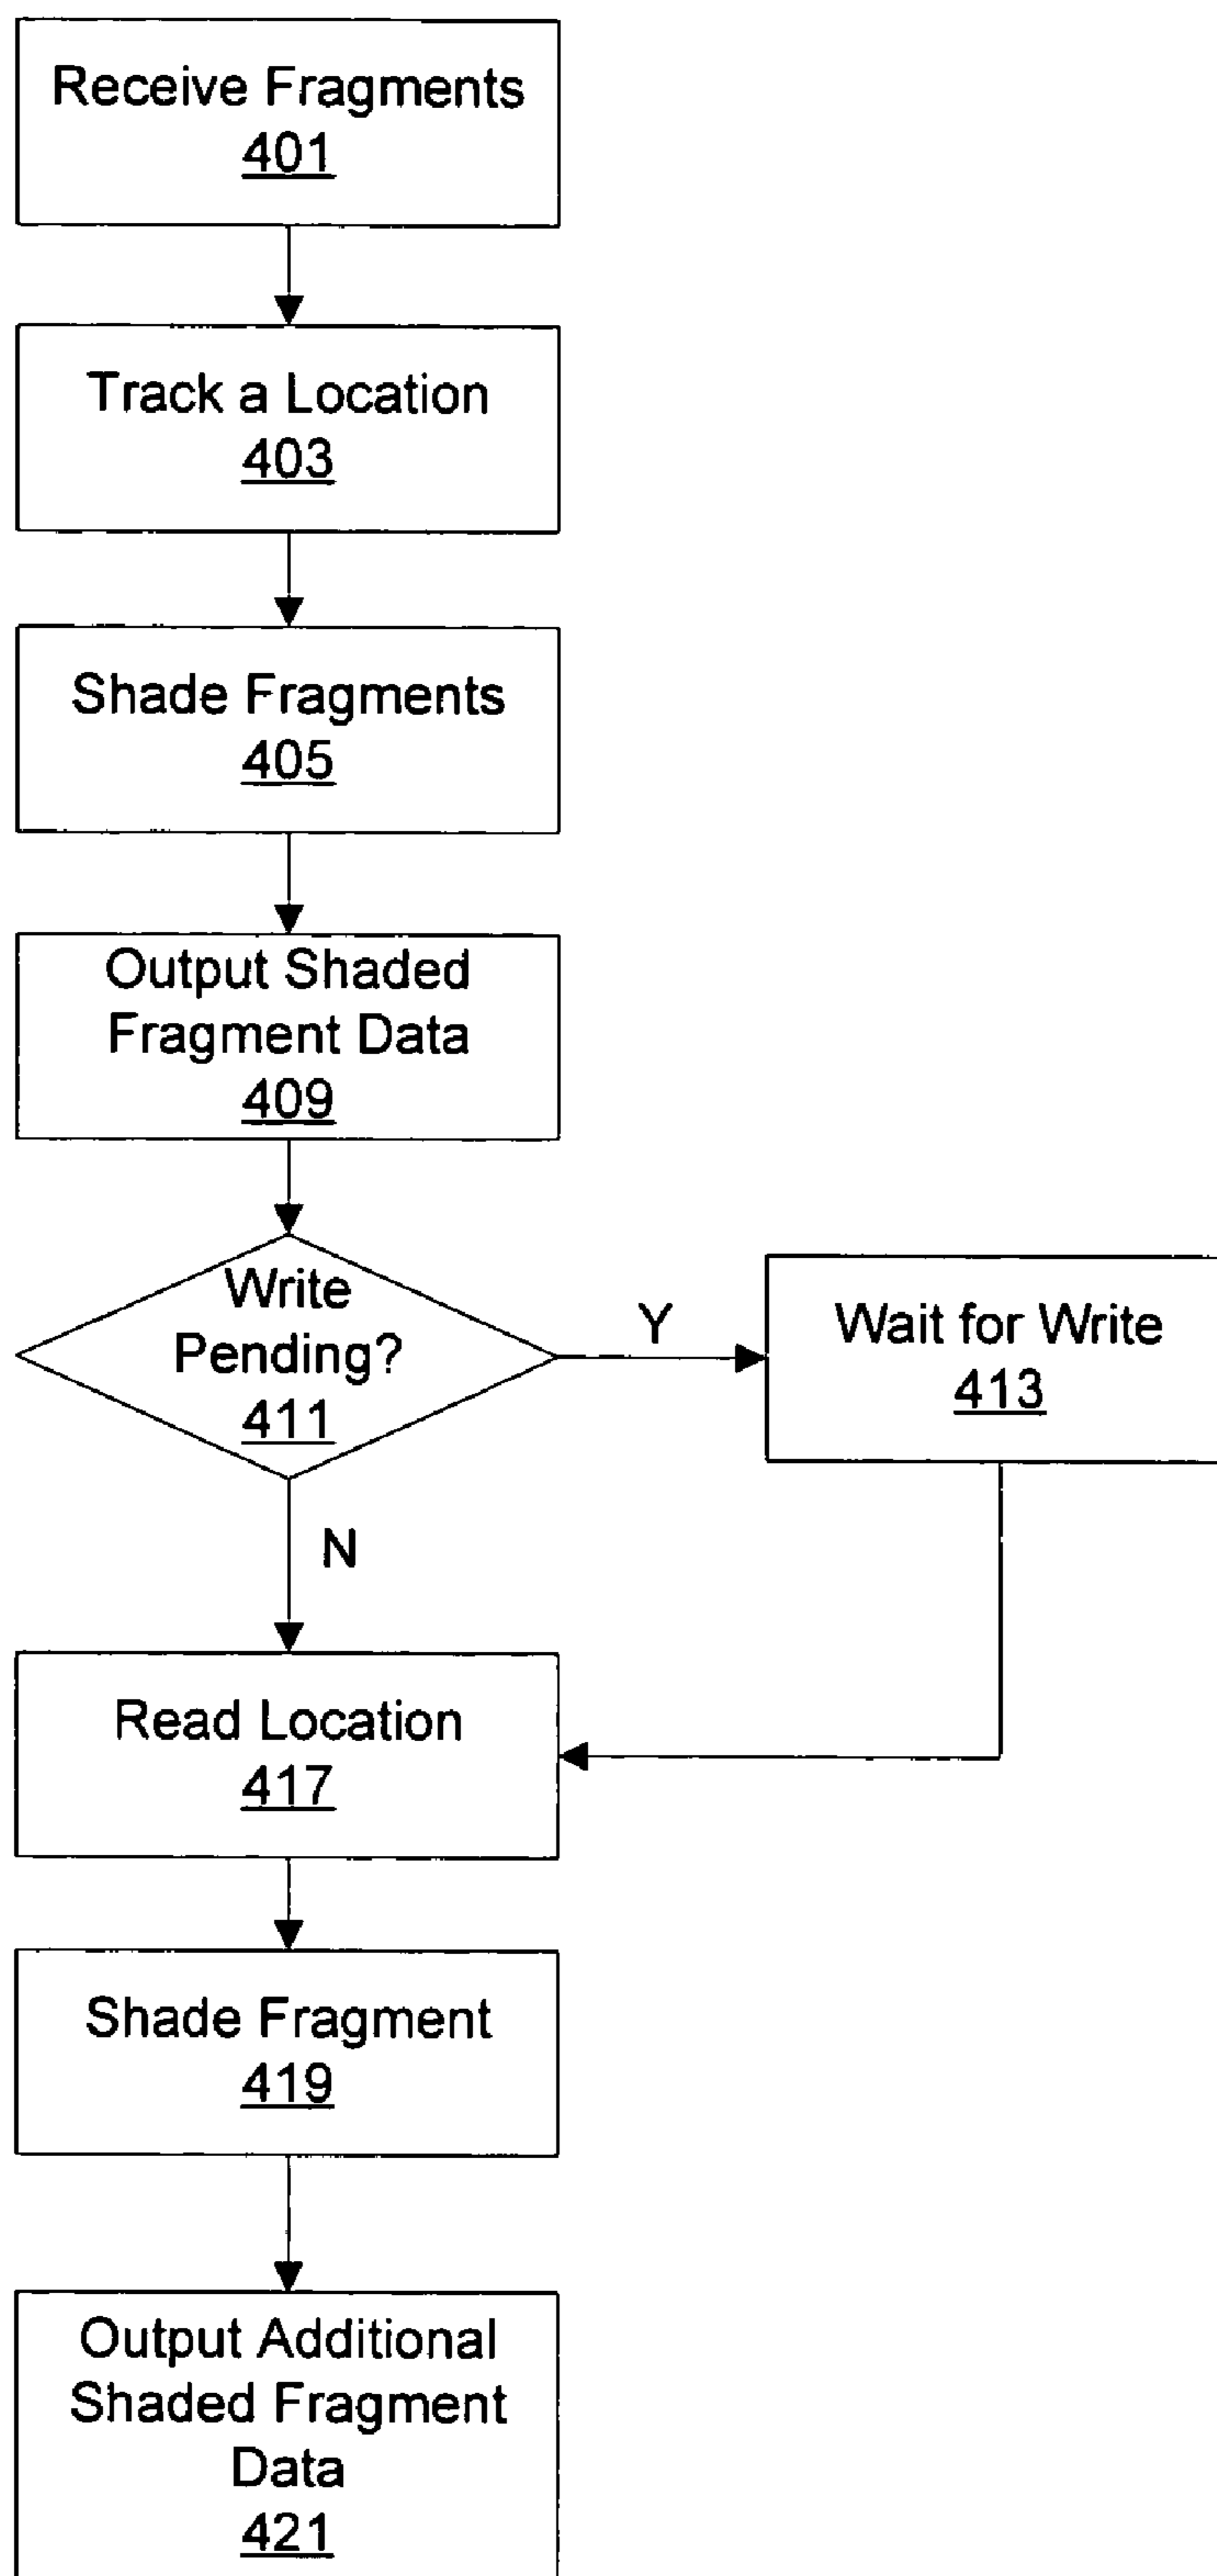 Receive Fragments
401
Track a Location
403
Shade Fragments
405
Output Shaded
Fragment Data
409
Write
Pending?
411
Y
Wait for Write
413
N
Read Location
417
Shade Fragment
419
Output Additional
Shaded Fragment
Data
421